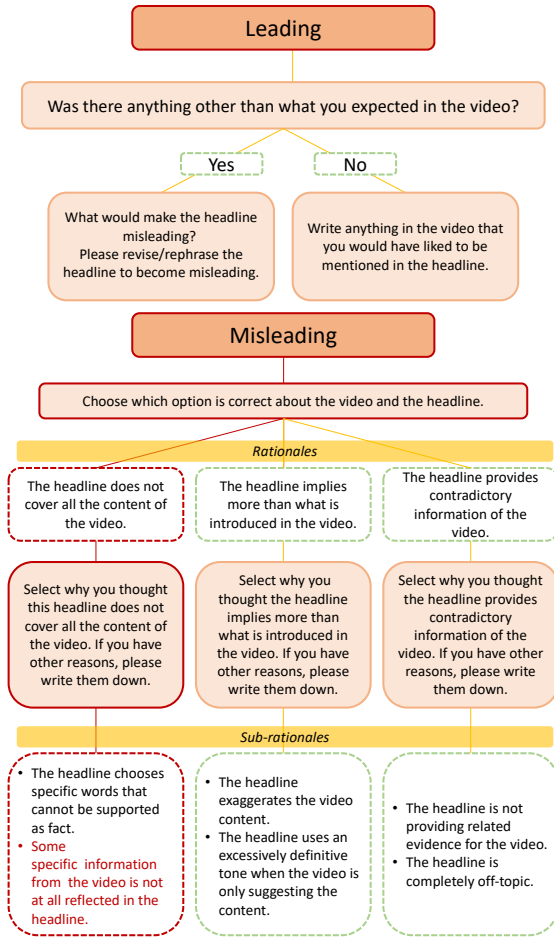 Leading
Was there anything other than what you expected in the video?
Yes
No
What would make the headline
misleading?
Please revise/rephrase the
headline to become misleading.
Write anything in the video that
you would have liked to be
mentioned in the headline.
Misleading
Choose which option is correct about the video and the headline.
Rationales
The headline does not
cover all the content of
the video.
The headline implies
more than what is
introduced in the video.
The headline provides
contradictory
information of the
video.
Select why you thought
this headline does not
cover all the content of
the video. If you have
other reasons, please
write them down.
Select why you
thought the headline
implies more than
what is introduced in
the video. If you have
other reasons, please
write them down.
Select why you thought
the headline provides
contradictory
information of the
video. If you have other
reasons, please write
them down.
Sub-rationales
• The headline chooses
specific words that
cannot be supported
as fact.
• Some
specific information
from the video is not
at all reflected in the
headline.
• The headline
exaggerates the video
content.
• The headline uses an
excessively definitive
tone when the video is
only suggesting the
content.
• The headline is not
providing related
evidence for the video.
• The headline is
completely off-topic.